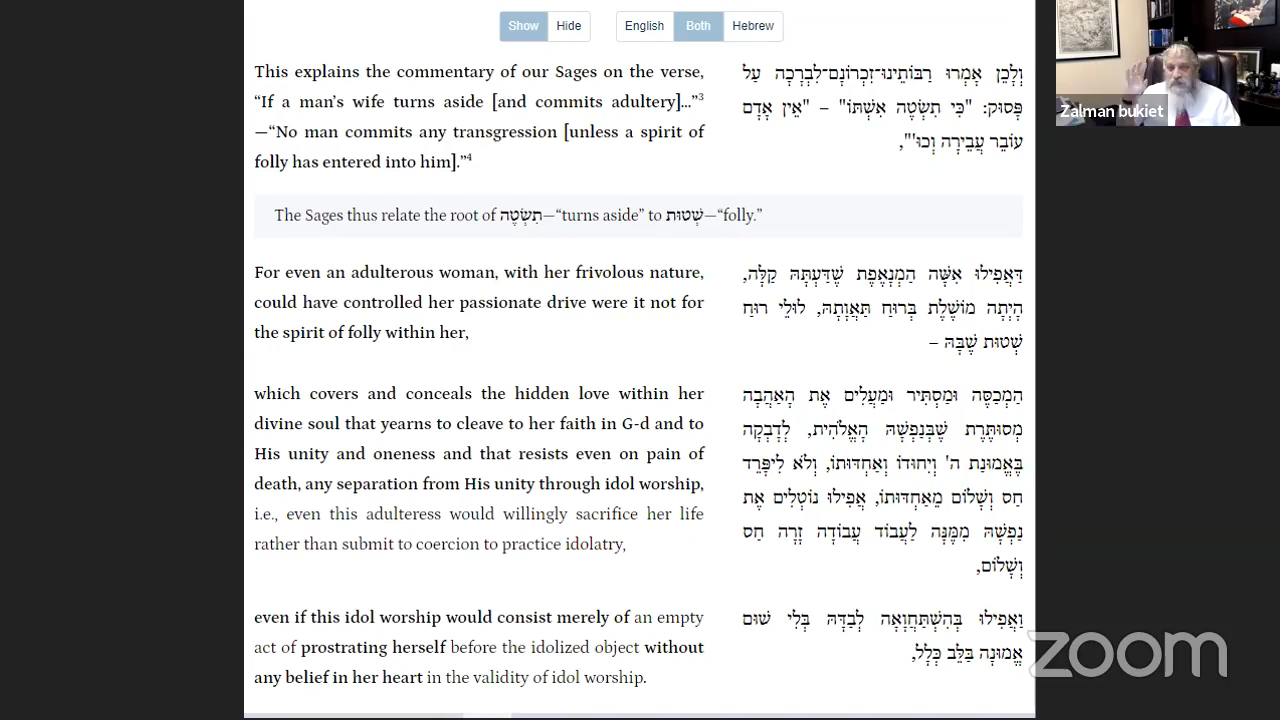 Show Hide English Both Hebrew
This explains the commentary of our Sages on the verse,
“If a man’s wife turns aside [and commits adultery]...”3
—“No man commits any transgression [unless a spirit of
folly has entered into him].”4
וְלָכֵן אָמְרוּ רַבּוֹתֵינוּ־זִכְרוֹנָם־לִבְרָכָה עַל
פָּסוּק: "כִּי תִשְׂטֶה אִשְׁתּוֹ" – "אֵין אָדָם
עוֹבֵר עֲבֵירָה וְכוּ'",
The Sages thus relate the root of תִשְׂטֶה—“turns aside” to שְׁטוּת—“folly.”
For even an adulterous woman, with her frivolous nature,
could have controlled her passionate drive were it not for
the spirit of folly within her,
דַּאֲפִילוּ אִשָּׁה הַמְנָאֶפֶת שֶׁדַּעְתָּהּ קַלָּה,
הָיְתָה מוֹשֶׁלֶת בְּרוּחַ תַּאֲוָתָהּ, לוּלֵי רוּחַ
שְׁטוּת שֶׁבָּהּ –
which covers and conceals the hidden love within her
divine soul that yearns to cleave to her faith in G-d and to
His unity and oneness and that resists even on pain of
death, any separation from His unity through idol worship,
i.e., even this adulteress would willingly sacrifice her life
rather than submit to coercion to practice idolatry,
הַמְכַסֶּה וּמַסְתִּיר וּמַעֲלִים אֶת הָאַהֲבָה
מְסוּתֶּרֶת שֶׁבְּנַפְשָׁהּ הָאֱלֹהִית, לְדָבְקָה
בֶּאֱמוּנַת ה' וְיִחוּדוֹ וְאַחְדוּתוֹ, וְלֹא לִיפָּרֵד
חַס וְשָׁלוֹם מֵאַחְדוּתוֹ, אֲפִילוּ נוֹטְלִים אֶת
נַפְשָׁהּ מִמֶּנָּה לַעֲבוֹד עֲבוֹדָה זָרָה חַס
וְשָׁלוֹם,
even if this idol worship would consist merely of an empty
act of prostrating herself before the idolized object without
any belief in her heart in the validity of idol worship.
וַאֲפִילוּ בְּהִשְׁתַּחֲוָאָה לְבַדָּהּ בְּלִי שׁוּם
אֱמוּנָה בַּלֵּב כְּלָל,
Zalman bukiet
zoom